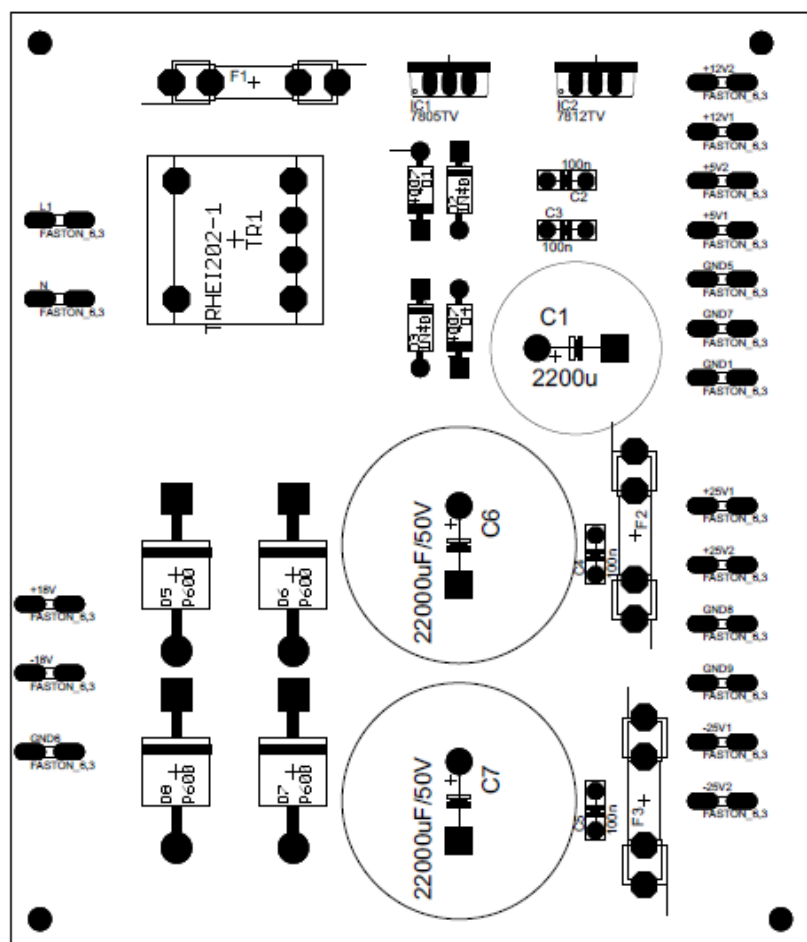 F1
IC1
7805TV
IC2
7812TV
+12V2
FASTON_6,3
+12V1
FASTON_6,3
+5V2
FASTON_6,3
+5V1
FASTON_6,3
GND5
FASTON_6,3
GND7
FASTON_6,3
GND1
FASTON_6,3
L1
FASTON_6,3
N
FASTON_6,3
TRHEI202-1
TR1
D1
D2
1N4D
D3
1N4D
D4
100n
C2
C3
100n
C1
2200u
C6
22000uF/50V
C4
100n
F2
+25V1
FASTON_6,3
+25V2
FASTON_6,3
GND8
FASTON_6,3
GND9
FASTON_6,3
-25V1
FASTON_6,3
-25V2
FASTON_6,3
+18V
FASTON_6,3
-18V
FASTON_6,3
GND6
FASTON_6,3
D5
P600
D6
P600
D8
P600
D7
P600
C7
22000uF/50V
C5
100n
F3